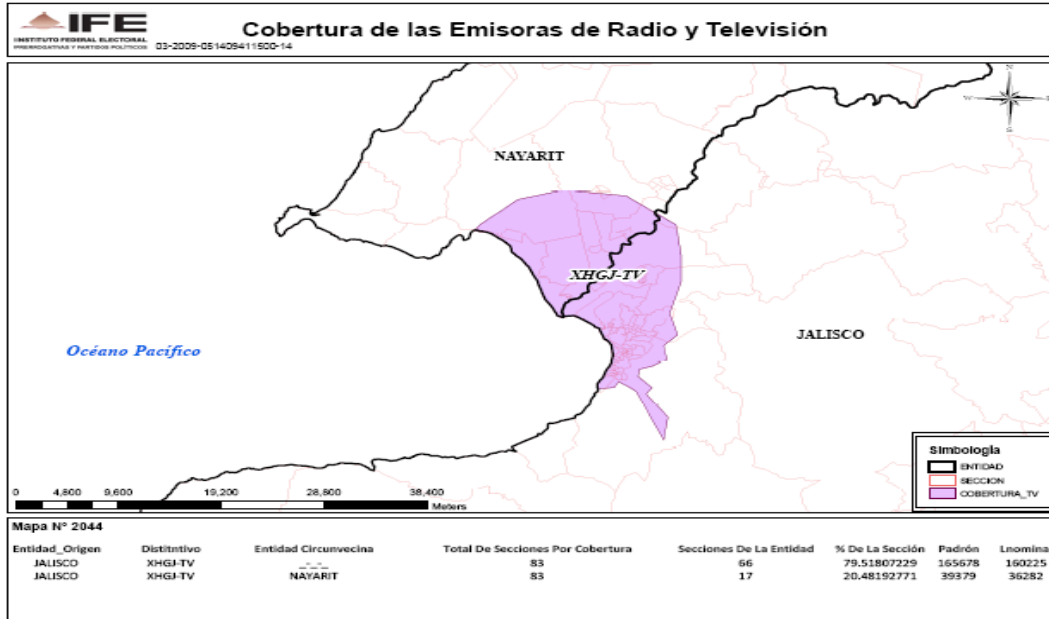 IFE
INSTITUTO FEDERAL ELECTORAL
PRERROGATIVAS Y PARTIDOS POLÍTICOS
03-2009-051409411500-14
Cobertura de las Emisoras de Radio y Televisión
N
W
S
NAYARIT
XHGJ-TV
JALISCO
Océano Pacífico
Simbología
ENTIDAD
SECCION
COBERTURA_TV
0 4,800 9,600 19,200 28,800 38,400
Meters
Mapa N° 2044
Entidad_Origen Distitntivo Entidad Circunvecina Total De Secciones Por Cobertura Secciones De La Entidad % De La Sección Padrón Lnomina
JALISCO XHGJ-TV _._._ 83 66 79.51807229 165678 160225
JALISCO XHGJ-TV NAYARIT 83 17 20.48192771 39379 36282